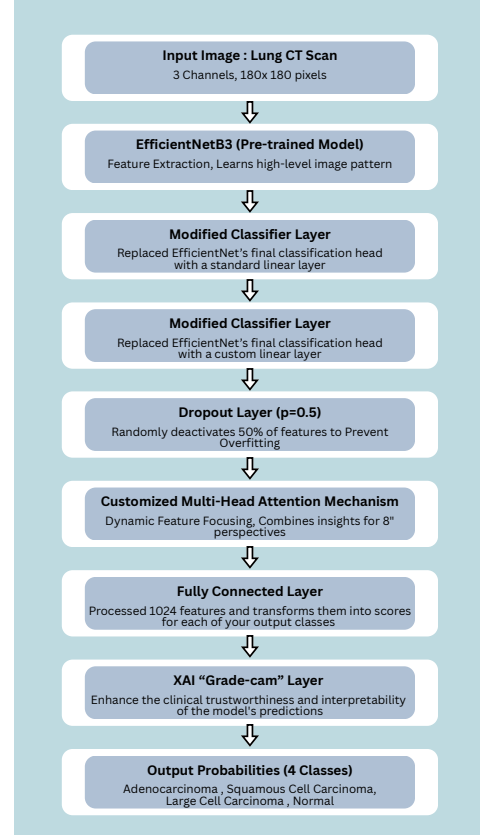 Input Image : Lung CT Scan
3 Channels, 180x 180 pixels
EfficientNetB3 (Pre-trained Model)
Feature Extraction, Learns high-level image pattern
Modified Classifier Layer
Replaced EfficientNet's final classification head
with a standard linear layer
Modified Classifier Layer
Replaced EfficientNet's final classification head
with a custom linear layer
Dropout Layer (p=0.5)
Randomly deactivates 50% of features to Prevent
Overfitting
Customized Multi-Head Attention Mechanism
Dynamic Feature Focusing, Combines insights for 8"
perspectives
Fully Connected Layer
Processed 1024 features and transforms them into scores
for each of your output classes
XAI “Grade-cam” Layer
Enhance the clinical trustworthiness and interpretability
of the model's predictions
Output Probabilities (4 Classes)
Adenocarcinoma , Squamous Cell Carcinoma,
Large Cell Carcinoma , Normal